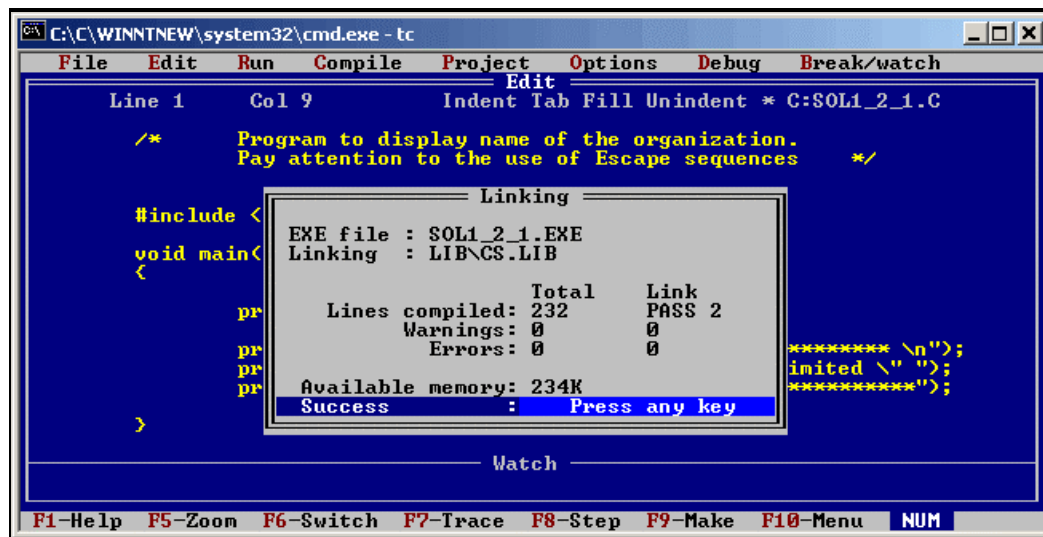 C:\C\WINNTNEW\system32\cmd.exe - tc
File Edit Run Compile Project Options Debug Break/watch
Edit
Line 1 Col 9 Indent Tab Fill Unindent * C:SOL1_2_1.C
/* Program to display name of the organization.
Pay attention to the use of Escape sequences */
Linking
#include <
EXE file : SOL1_2_1.EXE
void main( Linking : LIB\CS.LIB
{
Total Link
pr Lines compiled: 232 PASS 2
Warnings: 0 0
pr Errors: 0 0 ******** \n");
pr imited \" ");
pr Available memory: 234K **********");
Success : Press any key
}
Watch
F1-Help F5-Zoom F6-Switch F7-Trace F8-Step F9-Make F10-Menu NUM